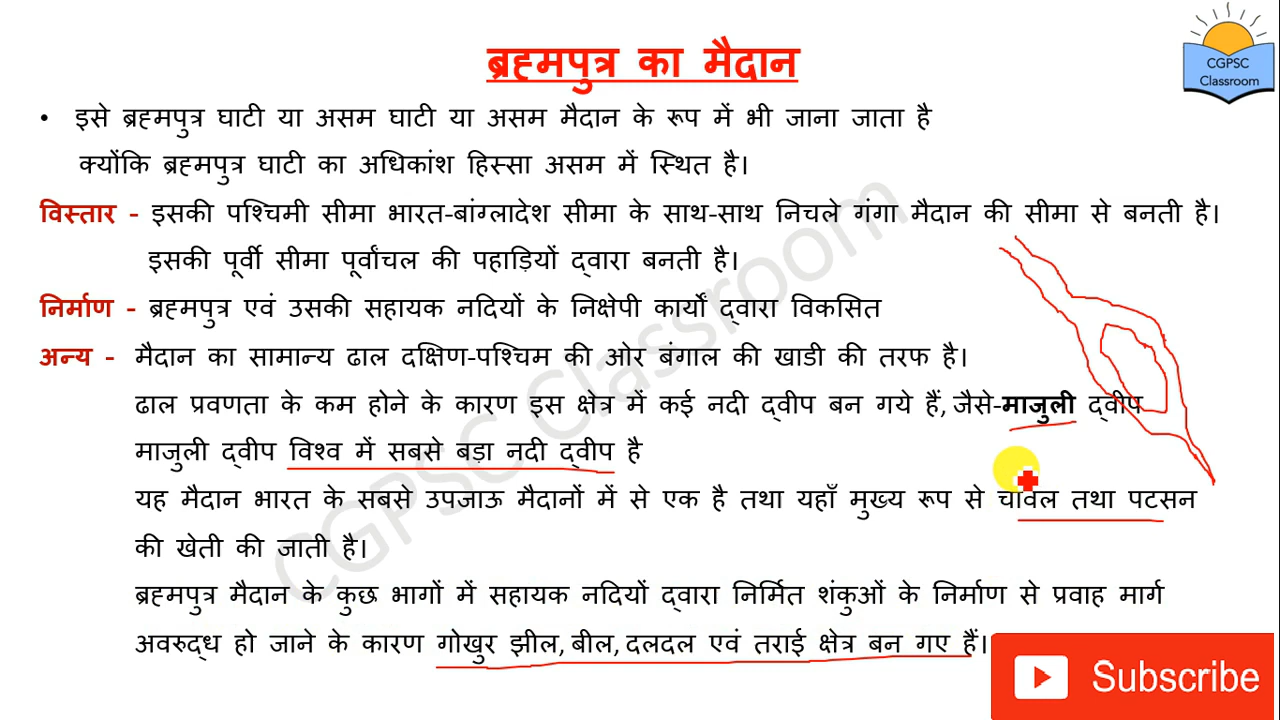 ब्रह्मपुत्र का मैदान
CGPSC
Classroom
• इसे ब्रह्मपुत्र घाटी या असम घाटी या असम मैदान के रूप में भी जाना जाता है
क्योंकि ब्रह्मपुत्र घाटी का अधिकांश हिस्सा असम में स्थित है।
विस्तार - इसकी पश्चिमी सीमा भारत-बांग्लादेश सीमा के साथ-साथ निचले गंगा मैदान की सीमा से बनती है।
इसकी पूर्वी सीमा पूर्वांचल की पहाड़ियों द्वारा बनती है।
निर्माण - ब्रह्मपुत्र एवं उसकी सहायक नदियों के निक्षेपी कार्यों द्वारा विकसित
अन्य - मैदान का सामान्य ढाल दक्षिण-पश्चिम की ओर बंगाल की खाडी की तरफ है।
ढाल प्रवणता के कम होने के कारण इस क्षेत्र में कई नदी द्वीप बन गये हैं, जैसे-माजुली द्वीप
माजुली द्वीप विश्व में सबसे बड़ा नदी द्वीप है
यह मैदान भारत के सबसे उपजाऊ मैदानों में से एक है तथा यहाँ मुख्य रूप से चावल तथा पटसन
की खेती की जाती है।
ब्रह्मपुत्र मैदान के कुछ भागों में सहायक नदियों द्वारा निर्मित शंकुओं के निर्माण से प्रवाह मार्ग
अवरुद्ध हो जाने के कारण गोखुर झील, बील, दलदल एवं तराई क्षेत्र बन गए हैं।
CGPSC Classroom
Subscribe